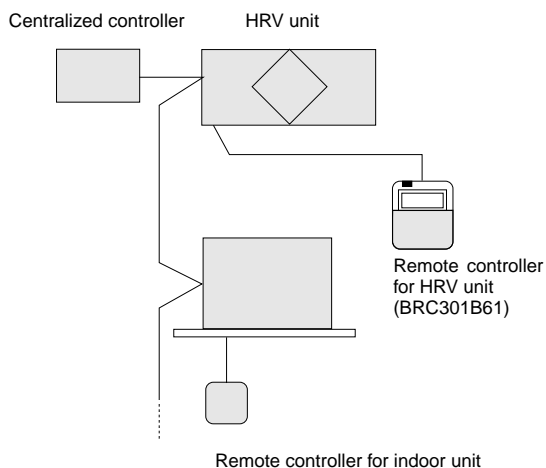 Centralized controller
HRV unit
Remote controller
for HRV unit
(BRC301B61)
Remote controller for indoor unit